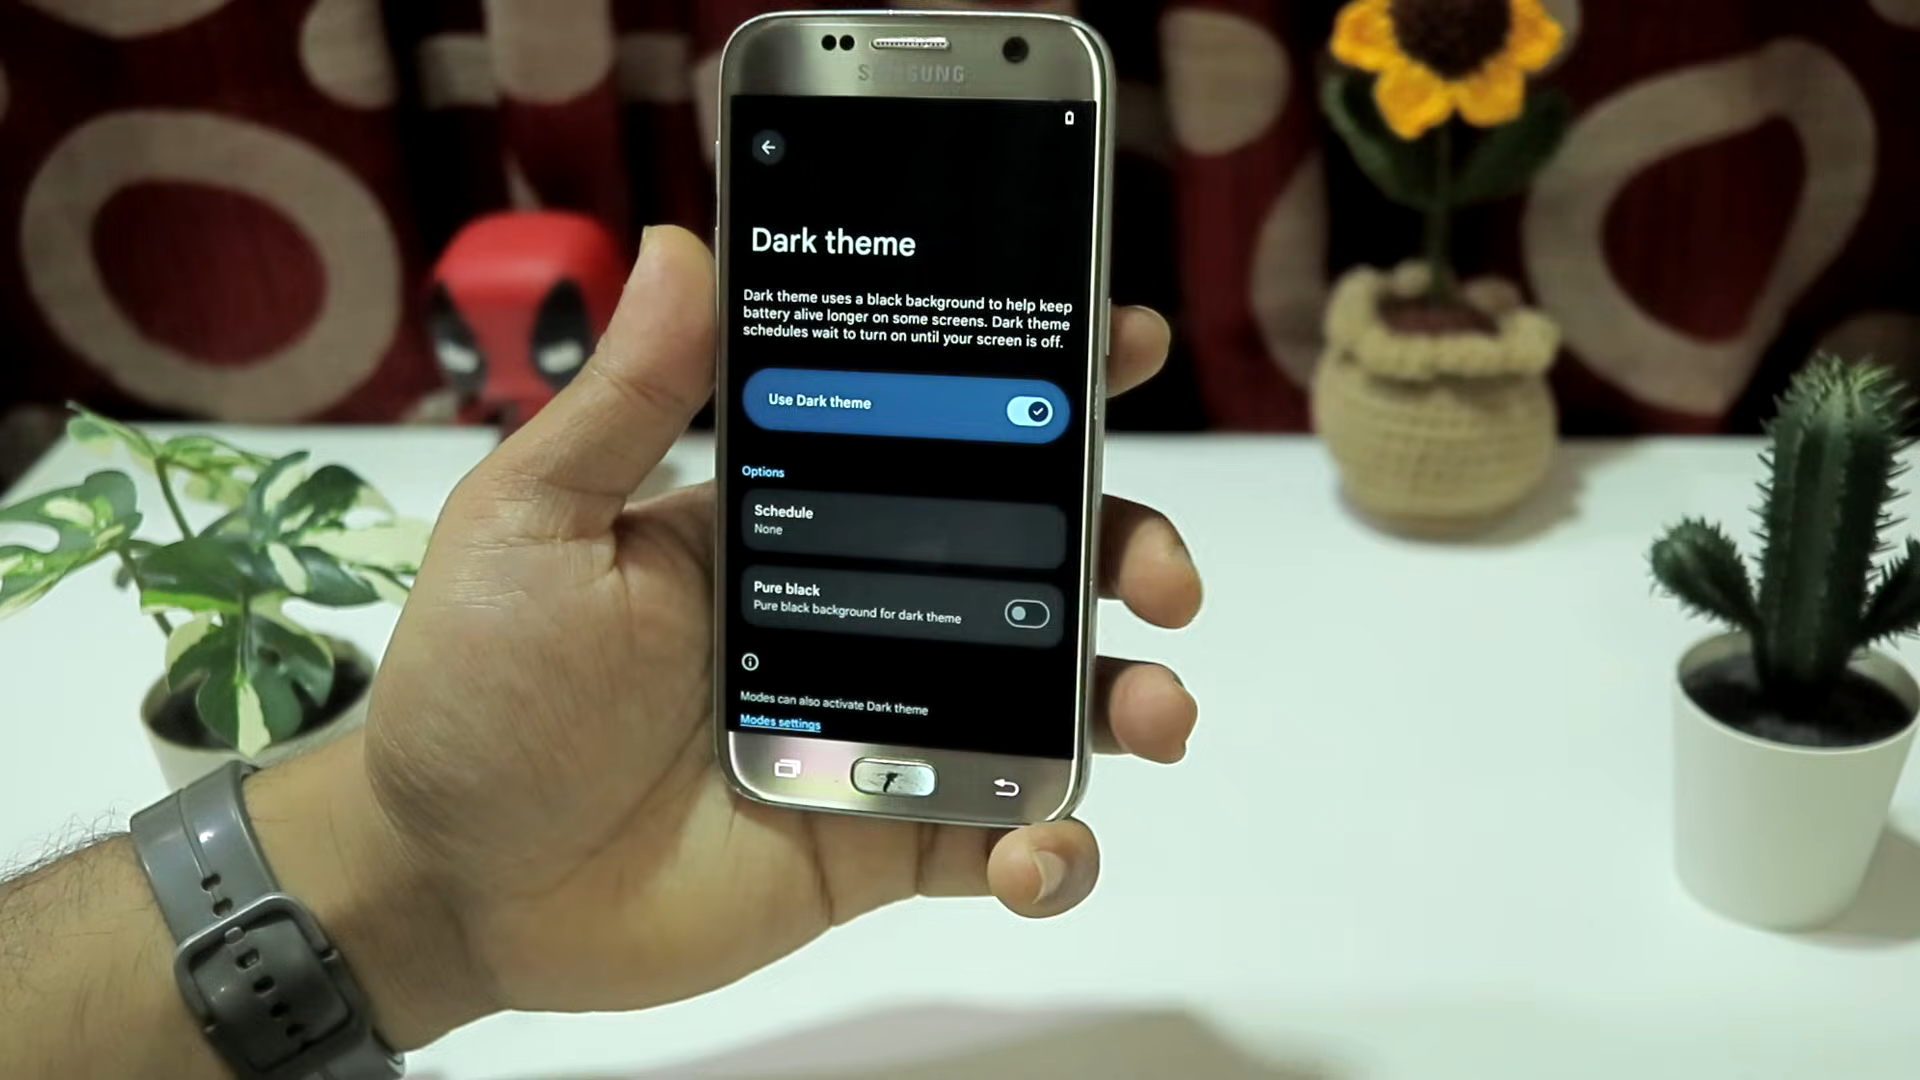 SAMSUNG
Dark theme
Dark theme uses a black background to help keep
battery alive longer on some screens. Dark theme
schedules wait to turn on until your screen is off.
Use Dark theme
Options
Schedule
None
Pure black
Pure black background for dark theme
Modes can also activate Dark theme
Modes settings